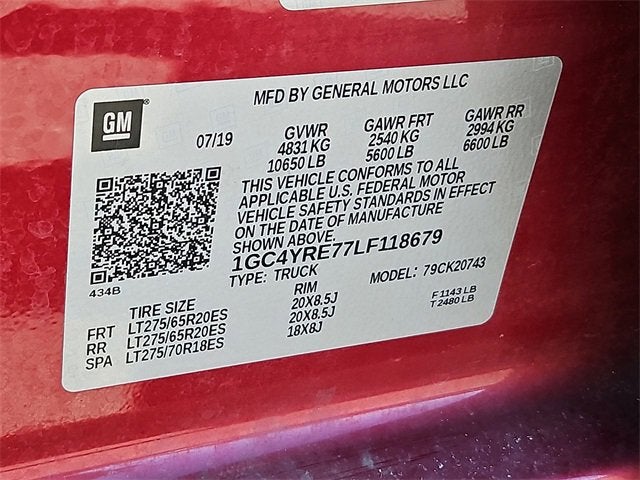 GM®
MFD BY GENERAL MOTORS LLC
07/19
GVWR GAWR FRT GAWR RR
4831 KG 2540 KG 2994 KG
10650 LB 5600 LB 6600 LB
THIS VEHICLE CONFORMS TO ALL
APPLICABLE U.S. FEDERAL MOTOR
VEHICLE SAFETY STANDARDS IN EFFECT
ON THE DATE OF MANUFACTURE
SHOWN ABOVE.
1GC4YRE77LF118679
TYPE: TRUCK MODEL: 79CK20743
434B
TIRE SIZE RIM
FRT LT275/65R20ES 20X8.5J
RR LT275/65R20ES 20X8.5J
SPA LT275/70R18ES 18X8J
F 1143 LB
T 2480 LB